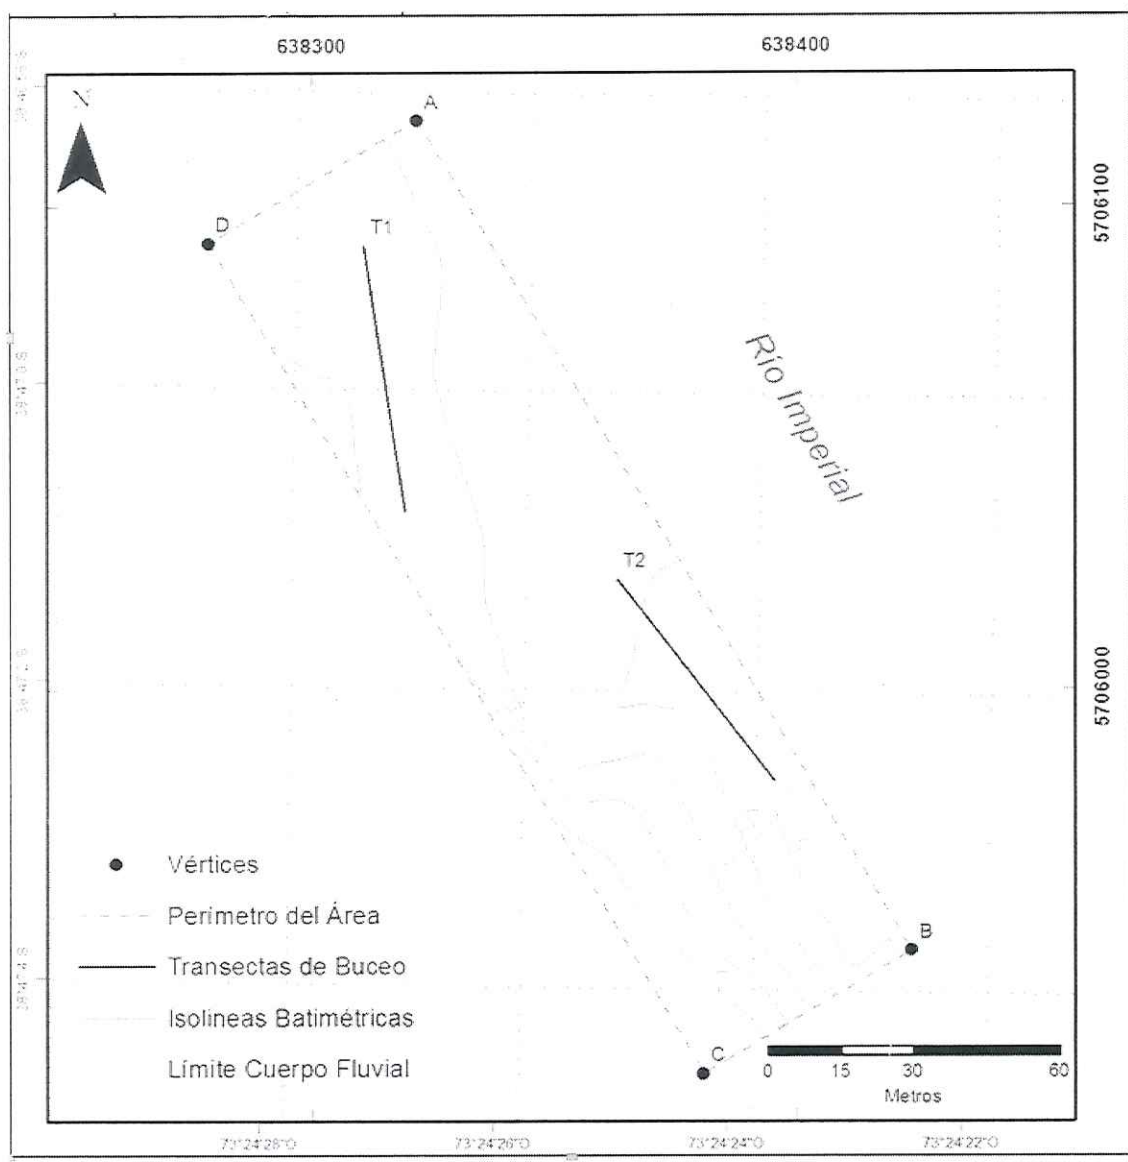 638300
638400
N
A
D
T1
5706100
Río Imperial
T2
5706000
Vértices
Perímetro del Área
Transectas de Buceo
Isolineas Batimétricas
Límite Cuerpo Fluvial
B
C
0 15 30 60
Metros
73°24'28"O 73°24'26"O 73°24'24"O 73°24'22"O